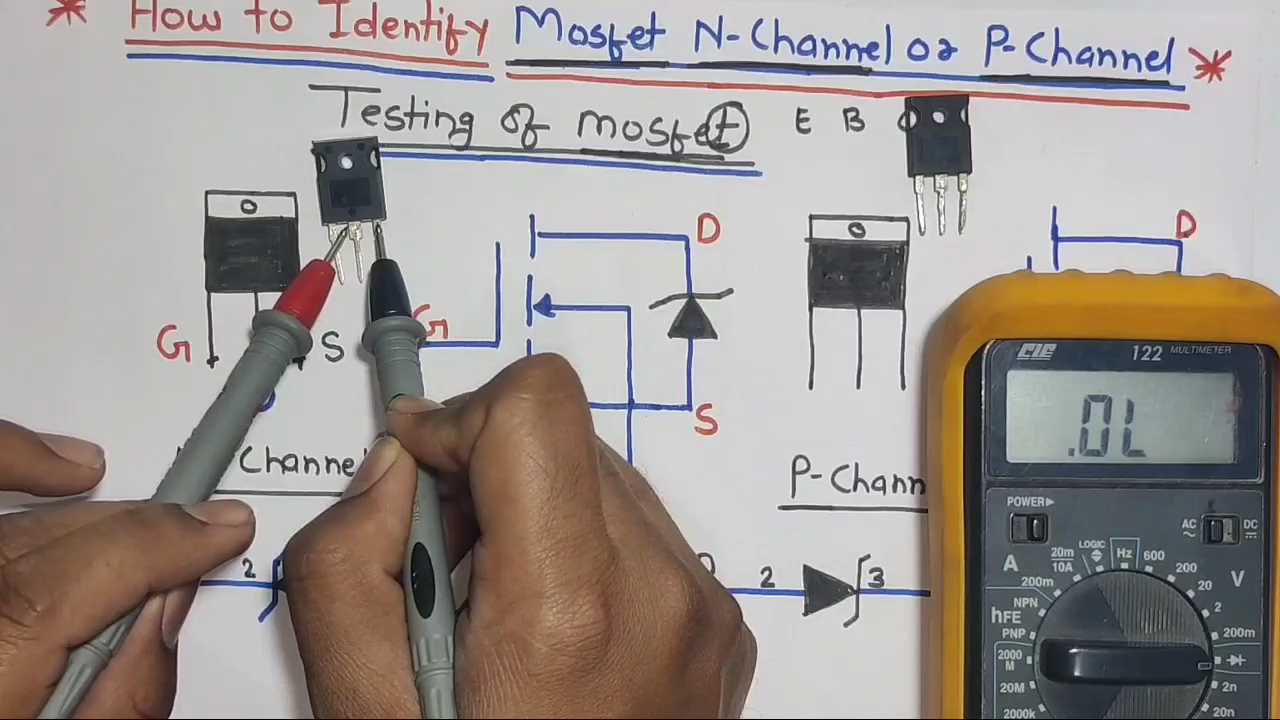 * How to Identify Mosfet N-Channel or P-Channel *
Testing of mosfet
E B
D
D
G
S
G
S
CIE 122 MULTIMETER
.0L
Channel
P-Chann
POWER▶
AC
~
DC
A
20m
10A
LOGIC
Hz
600
200
V
200m
20
hFE
NPN
2
PNP
200m
2000
M
20M
2n
2000k
20n
2
2
3